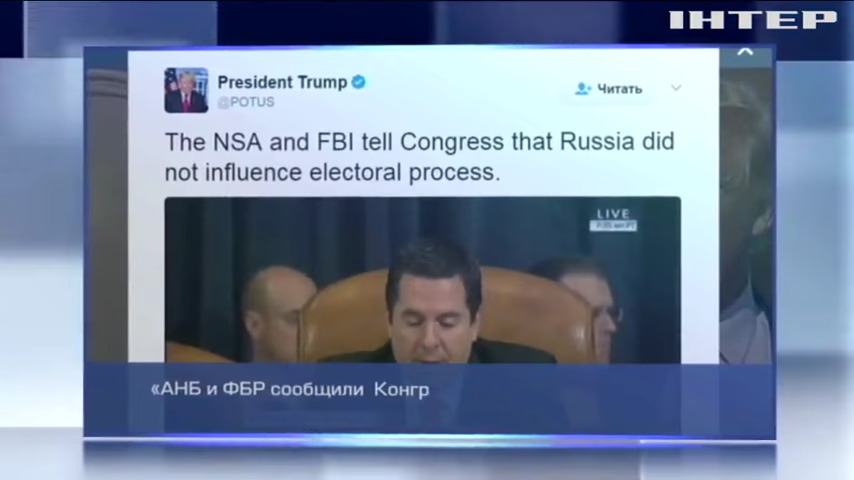 ІНТЕР
President Trump
@POTUS
Читать
The NSA and FBI tell Congress that Russia did
not influence electoral process.
LIVE
«АНБ и ФБР сообщили Конгр